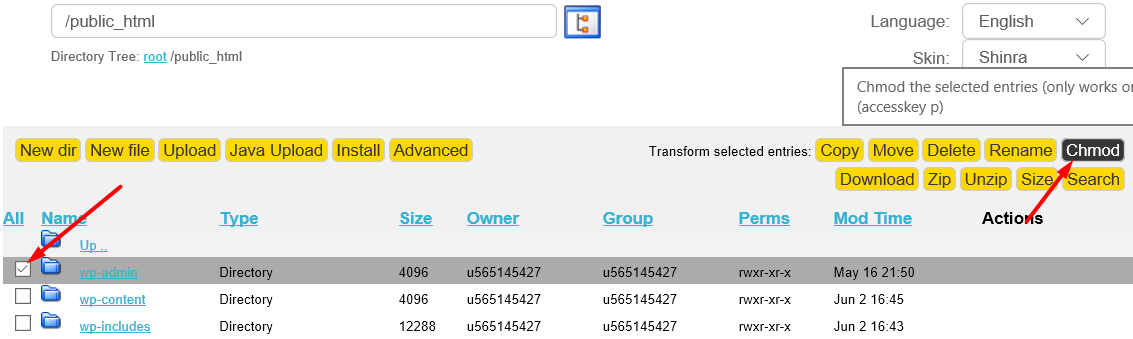 /public_html
Language: English
Directory Tree: root /public_html
Skin: Shinra
Chmod the selected entries (only works
(accesskey p)
New dir New file Upload Java Upload Install Advanced
Transform selected entries: Copy Move Delete Rename Chmod
Download Zip Unzip Size Search
All Name Type Size Owner Group Perms Mod Time Actions
Up ..
wp-admin Directory 4096 u565145427 u565145427 rwxr-xr-x May 16 21:50
wp-content Directory 4096 u565145427 u565145427 rwxr-xr-x Jun 2 16:45
wp-includes Directory 12288 u565145427 u565145427 rwxr-xr-x Jun 2 16:43